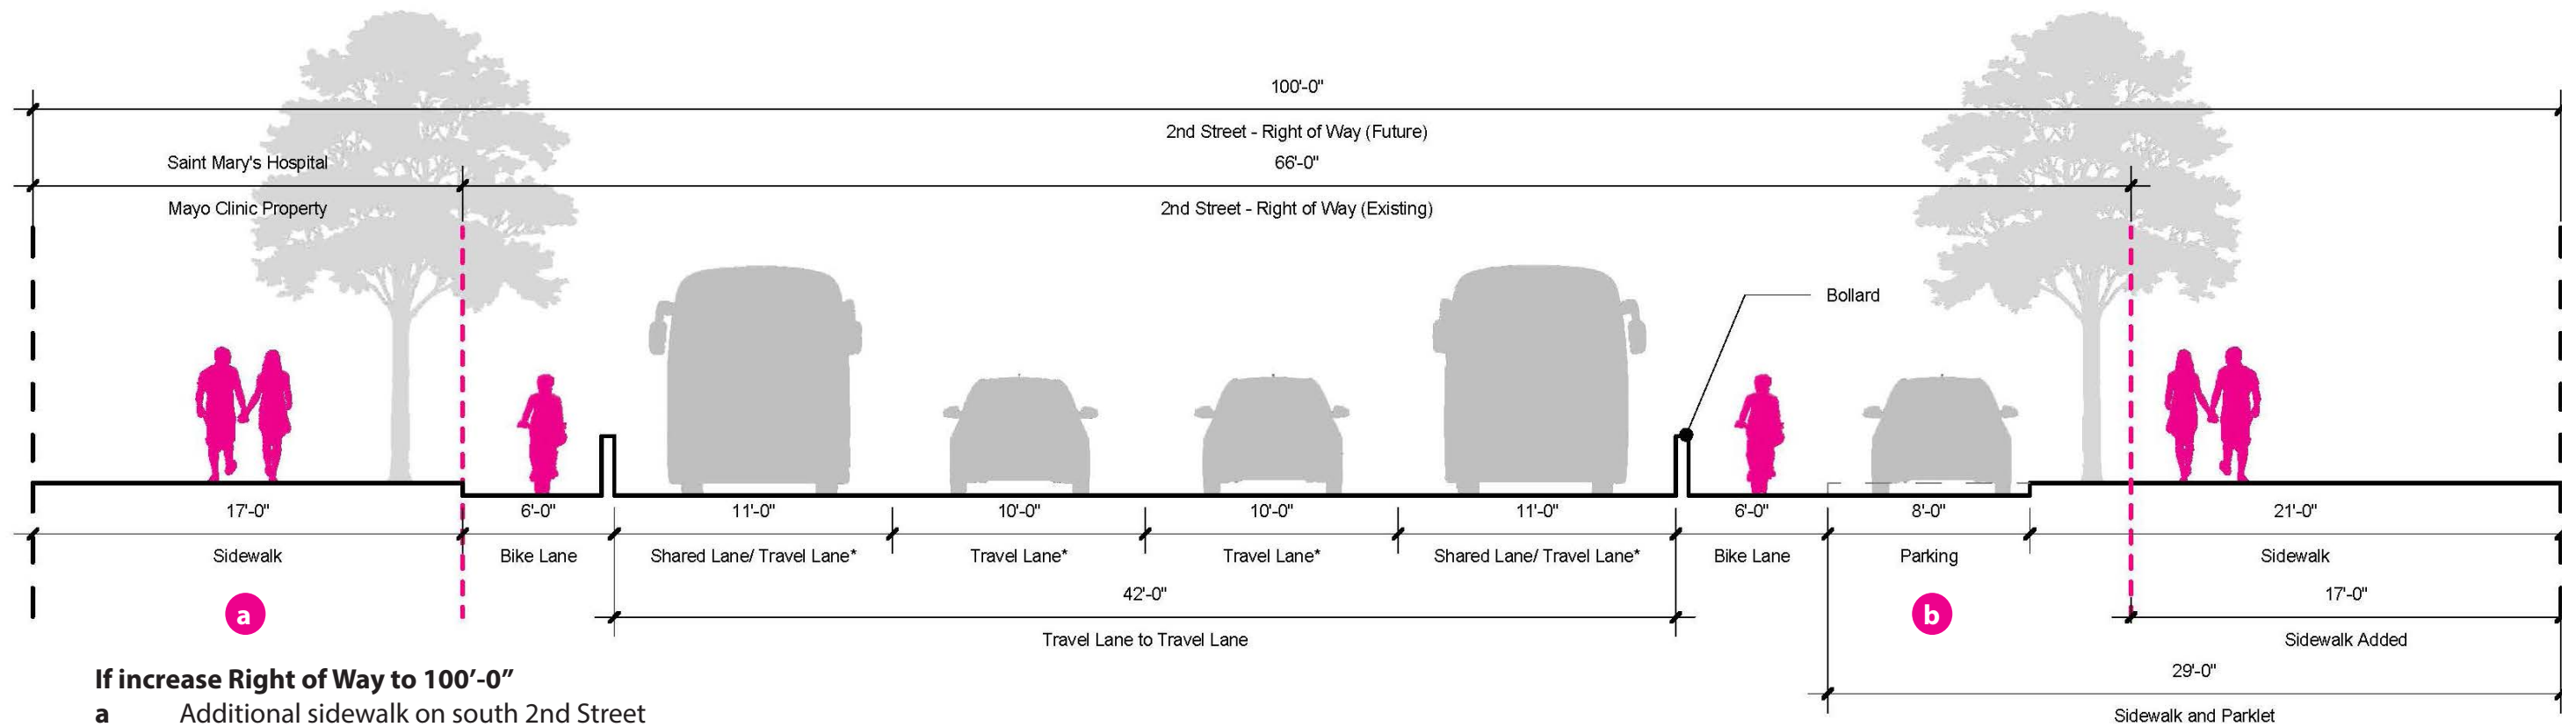 100'-0"
2nd Street - Right of Way (Future)
Saint Mary's Hospital
66'-0"
Mayo Clinic Property
2nd Street - Right of Way (Existing)
Bollard
17'-0" 6'-0" 11'-0" 10'-0" 10'-0" 11'-0" 6'-0" 8'-0" 21'-0"
Sidewalk Bike Lane Shared Lane/ Travel Lane* Travel Lane* Travel Lane* Shared Lane/ Travel Lane* Bike Lane Parking Sidewalk
42'-0" 17'-0"
a b
Travel Lane to Travel Lane Sidewalk Added
29'-0"
If increase Right of Way to 100'-0"
a Additional sidewalk on south 2nd Street
Sidewalk and Parklet